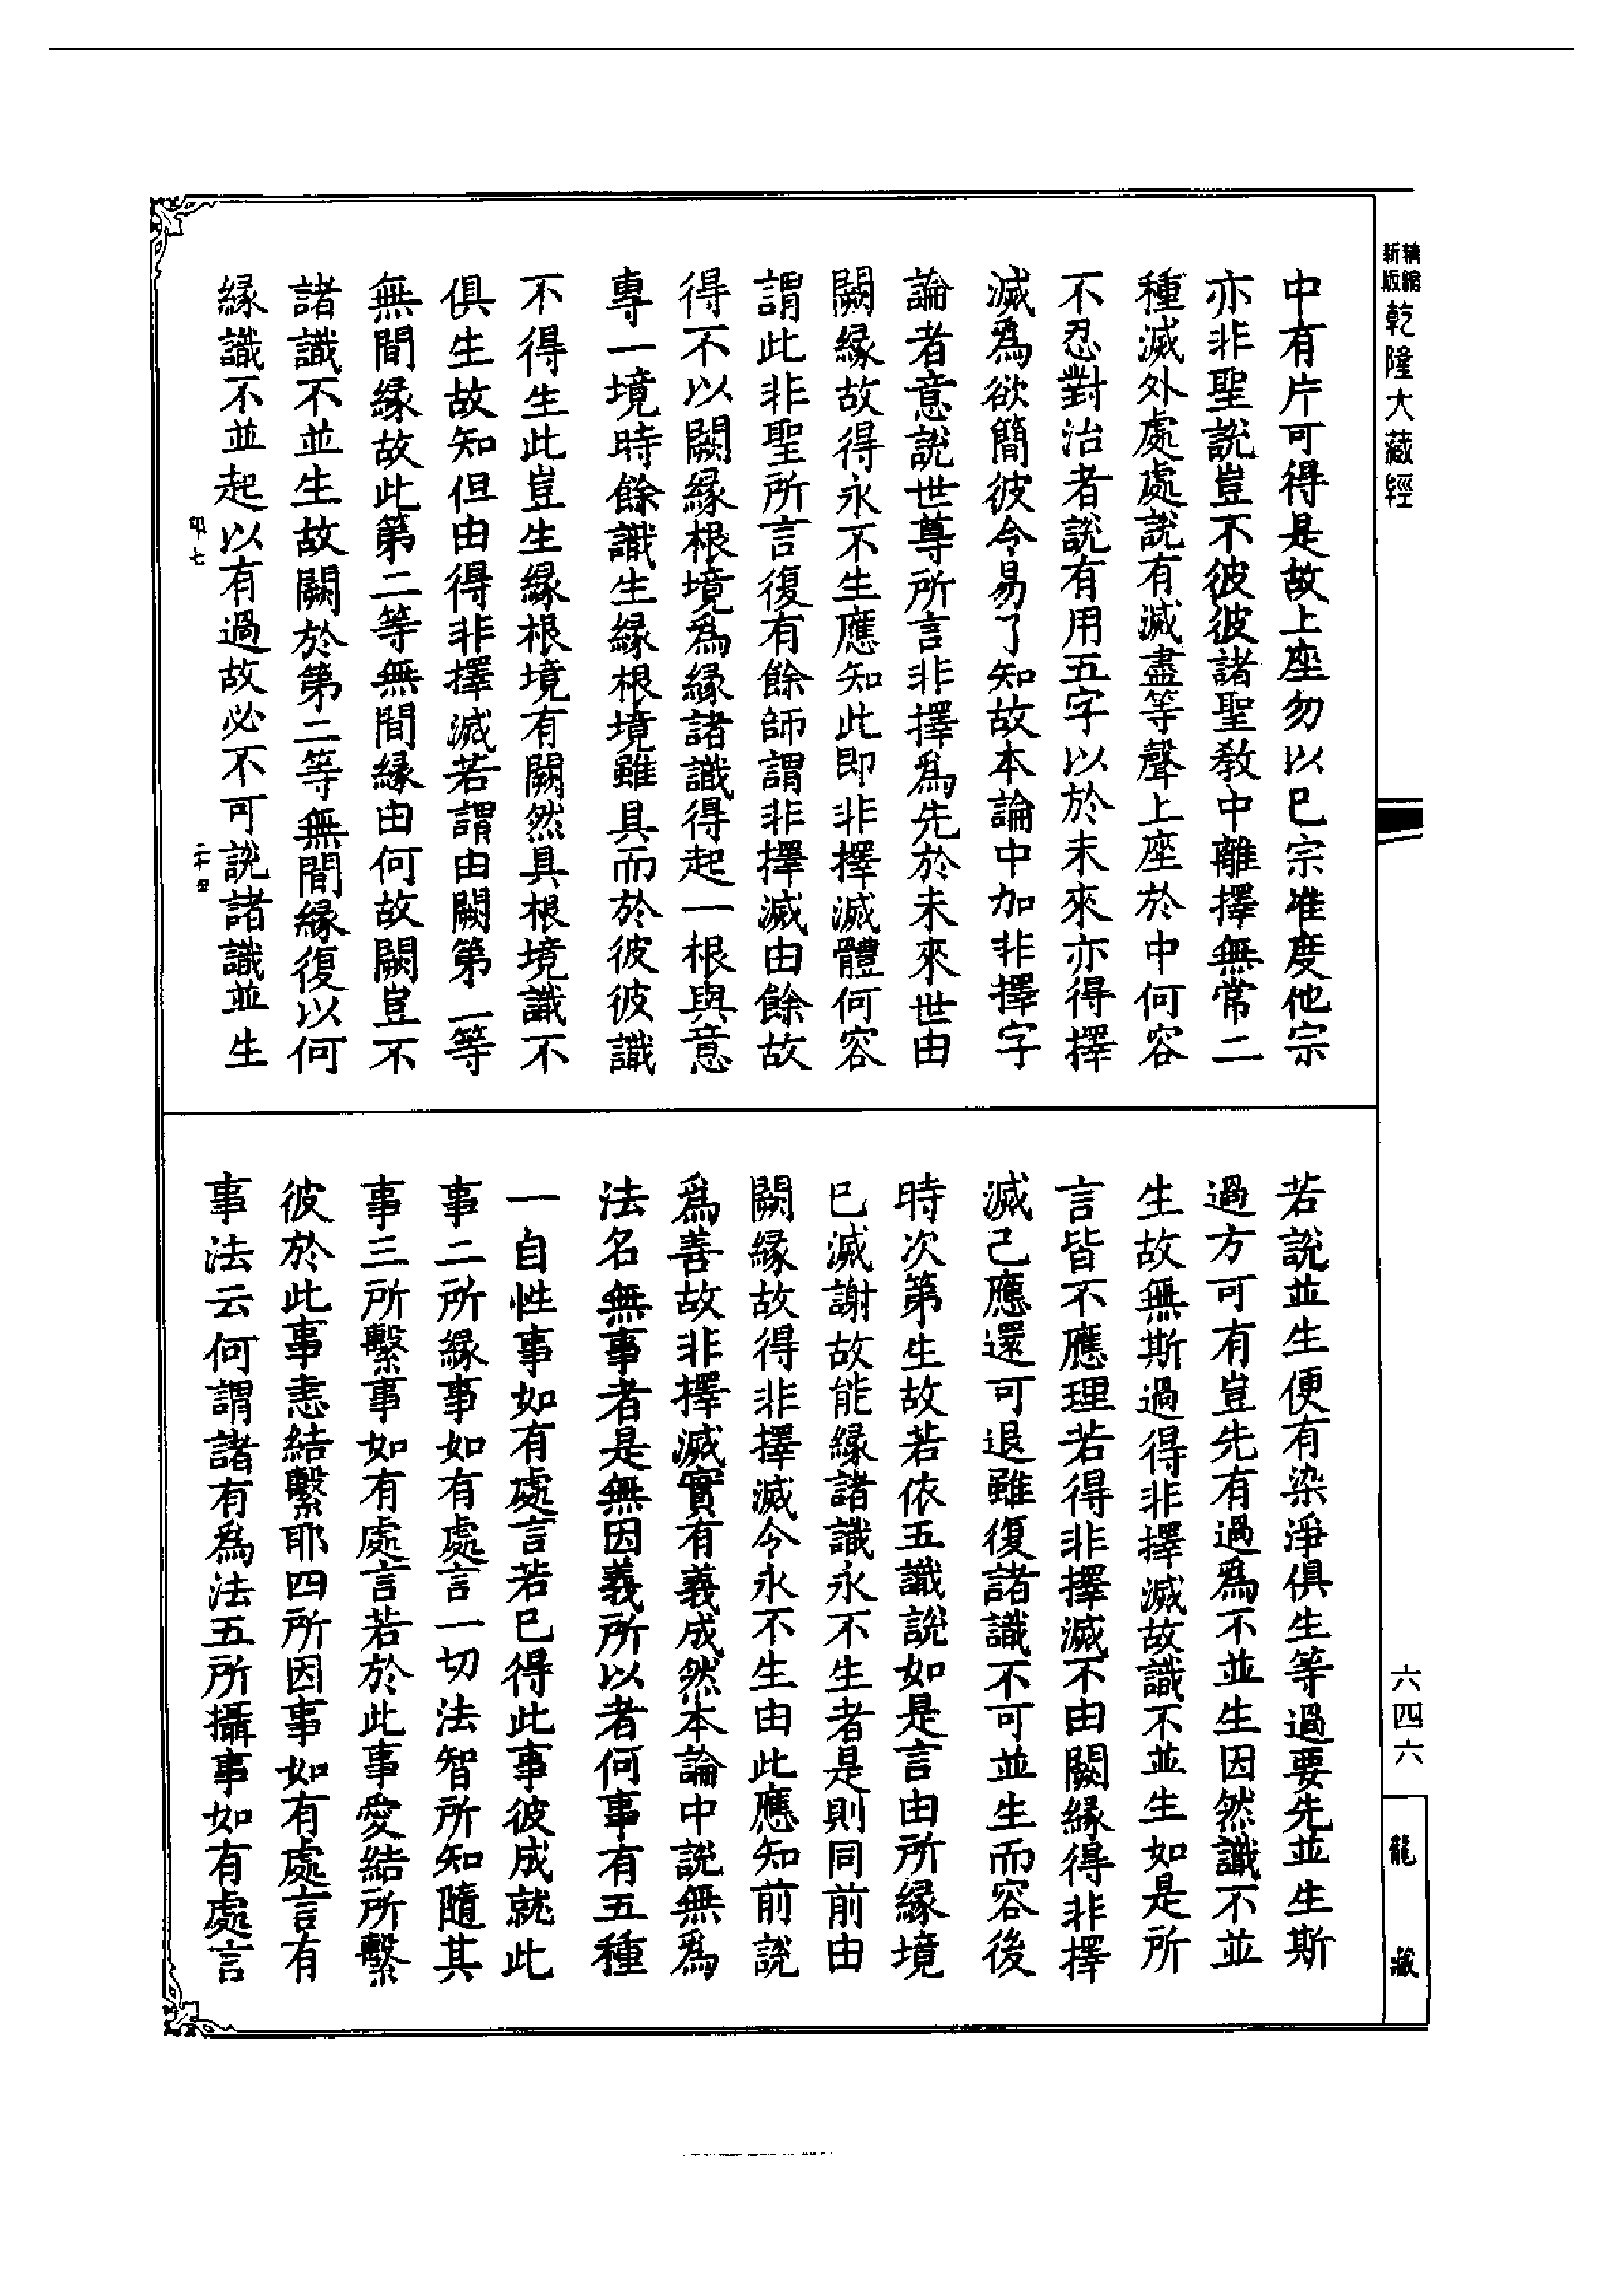 新版
精縮
乾隆大藏經
中有片可得是故上座勿以已宗准度他宗
亦非聖說豈不彼彼諸聖教中離擇無常二
種滅外處處說有滅盡等聲上座於中何容
不忍對治者說有用五字以於未來亦得擇
滅爲欲簡彼令易了知故本論中加非擇字
論者意說世尊所言非擇爲先於未來世由
闕緣故得永不生應知此即非擇滅體何容
謂此非聖所言復有餘師謂非擇滅由餘故
得不以闕緣根境爲緣諸識得起一根與意
專一境時餘識生緣根境雖具而於彼彼識
不得生此豈生緣根境有闕然具根境識不
俱生故知但由得非擇滅若謂由闕第一等
無間緣故此第二等無間緣由何故闕豈不
諸識不並生故闕於第二等無間緣復以何
緣識不並起以有過故必不可說諸識並生
若說並生便有染淨俱生等過要先並生斯
過方可有豈先有過爲不並生因然識不並
生故無斯過得非擇滅故識不並生如是所
言皆不應理若得非擇滅不由闕緣得非擇
滅已應還可退雖復諸識不可並生而容後
時次第生故若依五識說如是言由所緣境
已滅謝故能緣諸識永不生者是則同前由
闕緣故得非擇滅令永不生由此應知前說
爲善故非擇滅實有義成然本論中說無爲
法名無事者是無因義所以者何事有五種
一自性事如有處言若已得此事彼成就此
事二所緣事如有處言一切法智所知隨其
事三所繫事如有處言若於此事愛結所繫
彼於此事恚結繫耶四所因事如有處言有
事法云何謂諸有爲法五所攝事如有處言
六四六
龍藏